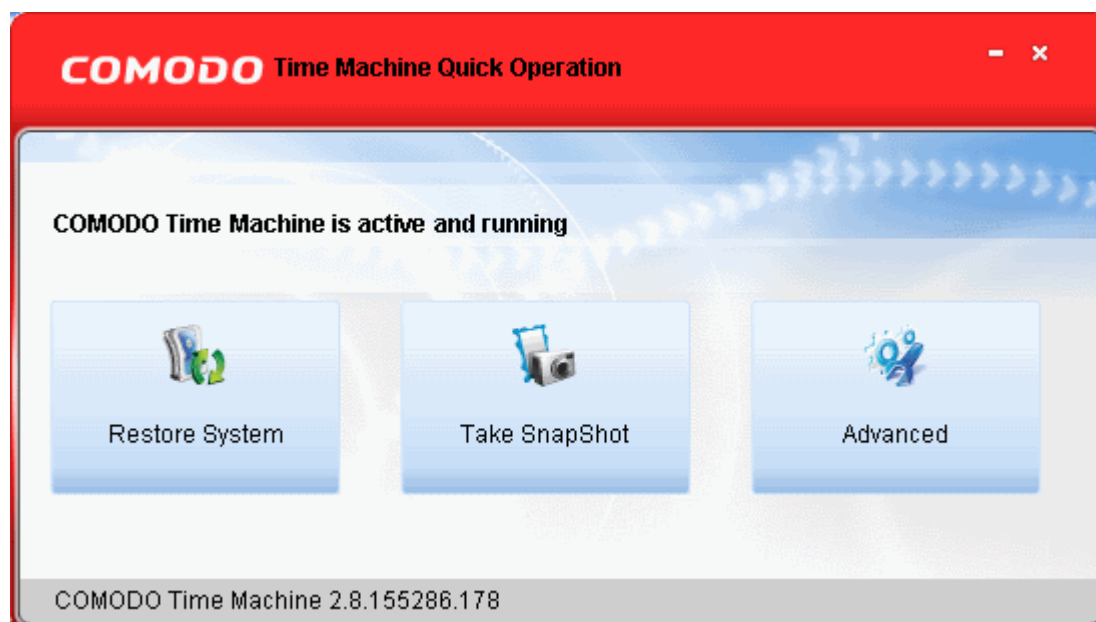 COMODO Time Machine Quick Operation
COMODO Time Machine is active and running
Restore System
Take SnapShot
Advanced
COMODO Time Machine 2.8.155286.178